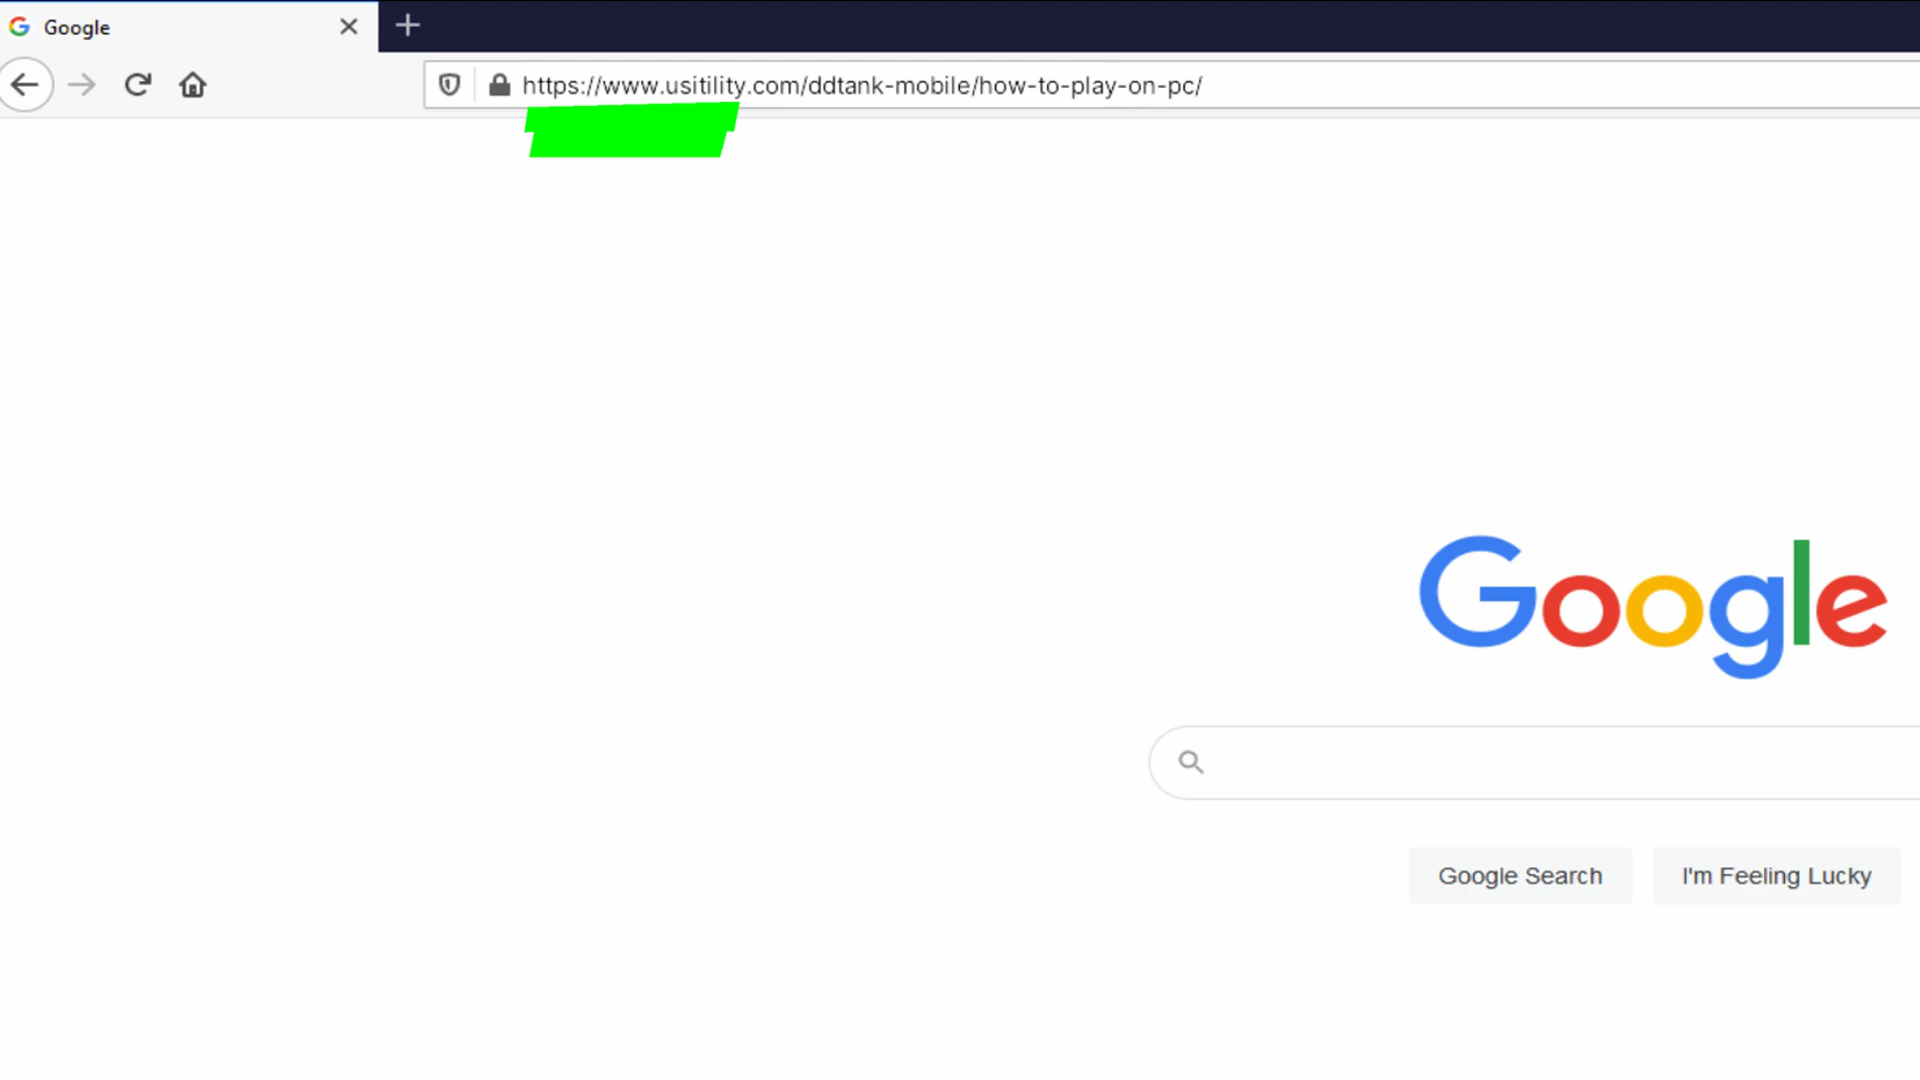 Google
https://www.usitility.com/ddtank-mobile/how-to-play-on-pc/
Google
Google Search
I'm Feeling Lucky